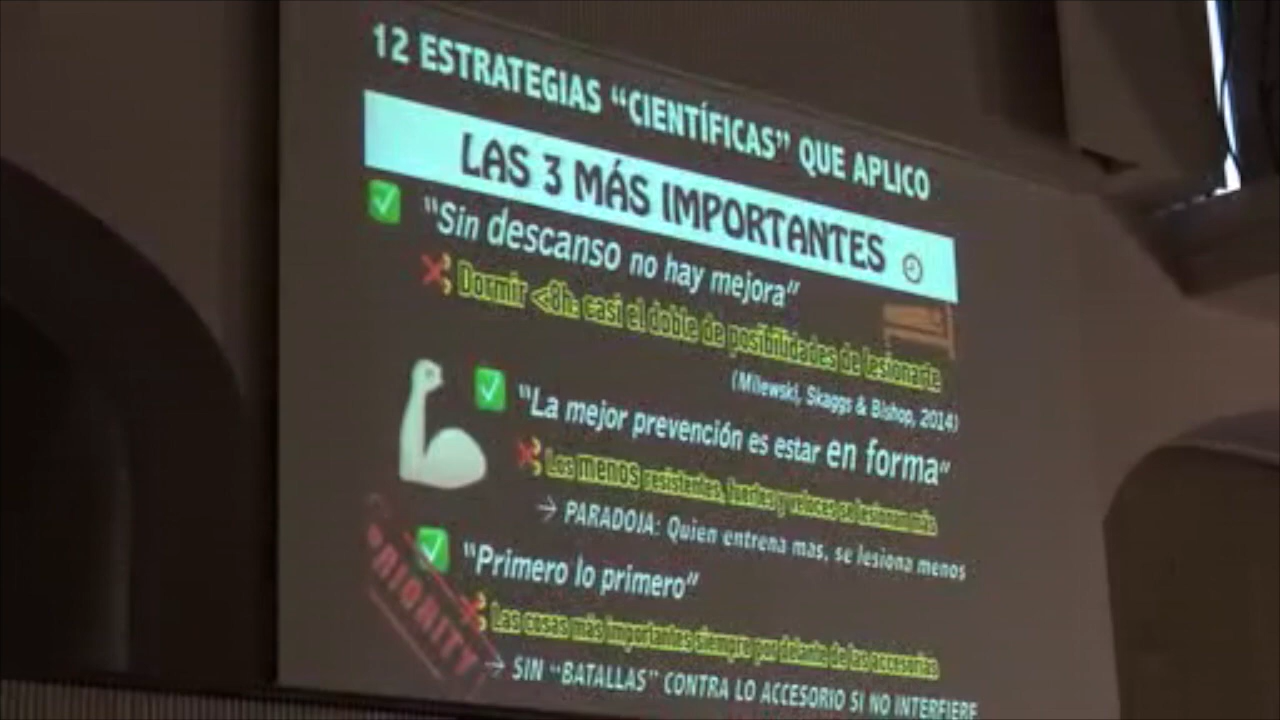 12 ESTRATEGIAS “CIENTÍFICAS” QUE APLICO
LAS 3 MÁS IMPORTANTES
“Sin descanso no hay mejora”
Dormir <8h: casi el doble de posibilidades de lesionarte
(Milewski, Skaggs & Bishop, 2014)
“La mejor prevención es estar en forma“
Los menos resistentes, fuertes y veloces se lesionan más
→ PARADOJA: Quien entrena mas, se lesiona menos
“Primero lo primero”
PRIORITY
Las cosas más importantes siempre por delante de las accesorias
→ SIN “BATALLAS” CONTRA LO ACCESORIO SI NO INTERFIERE